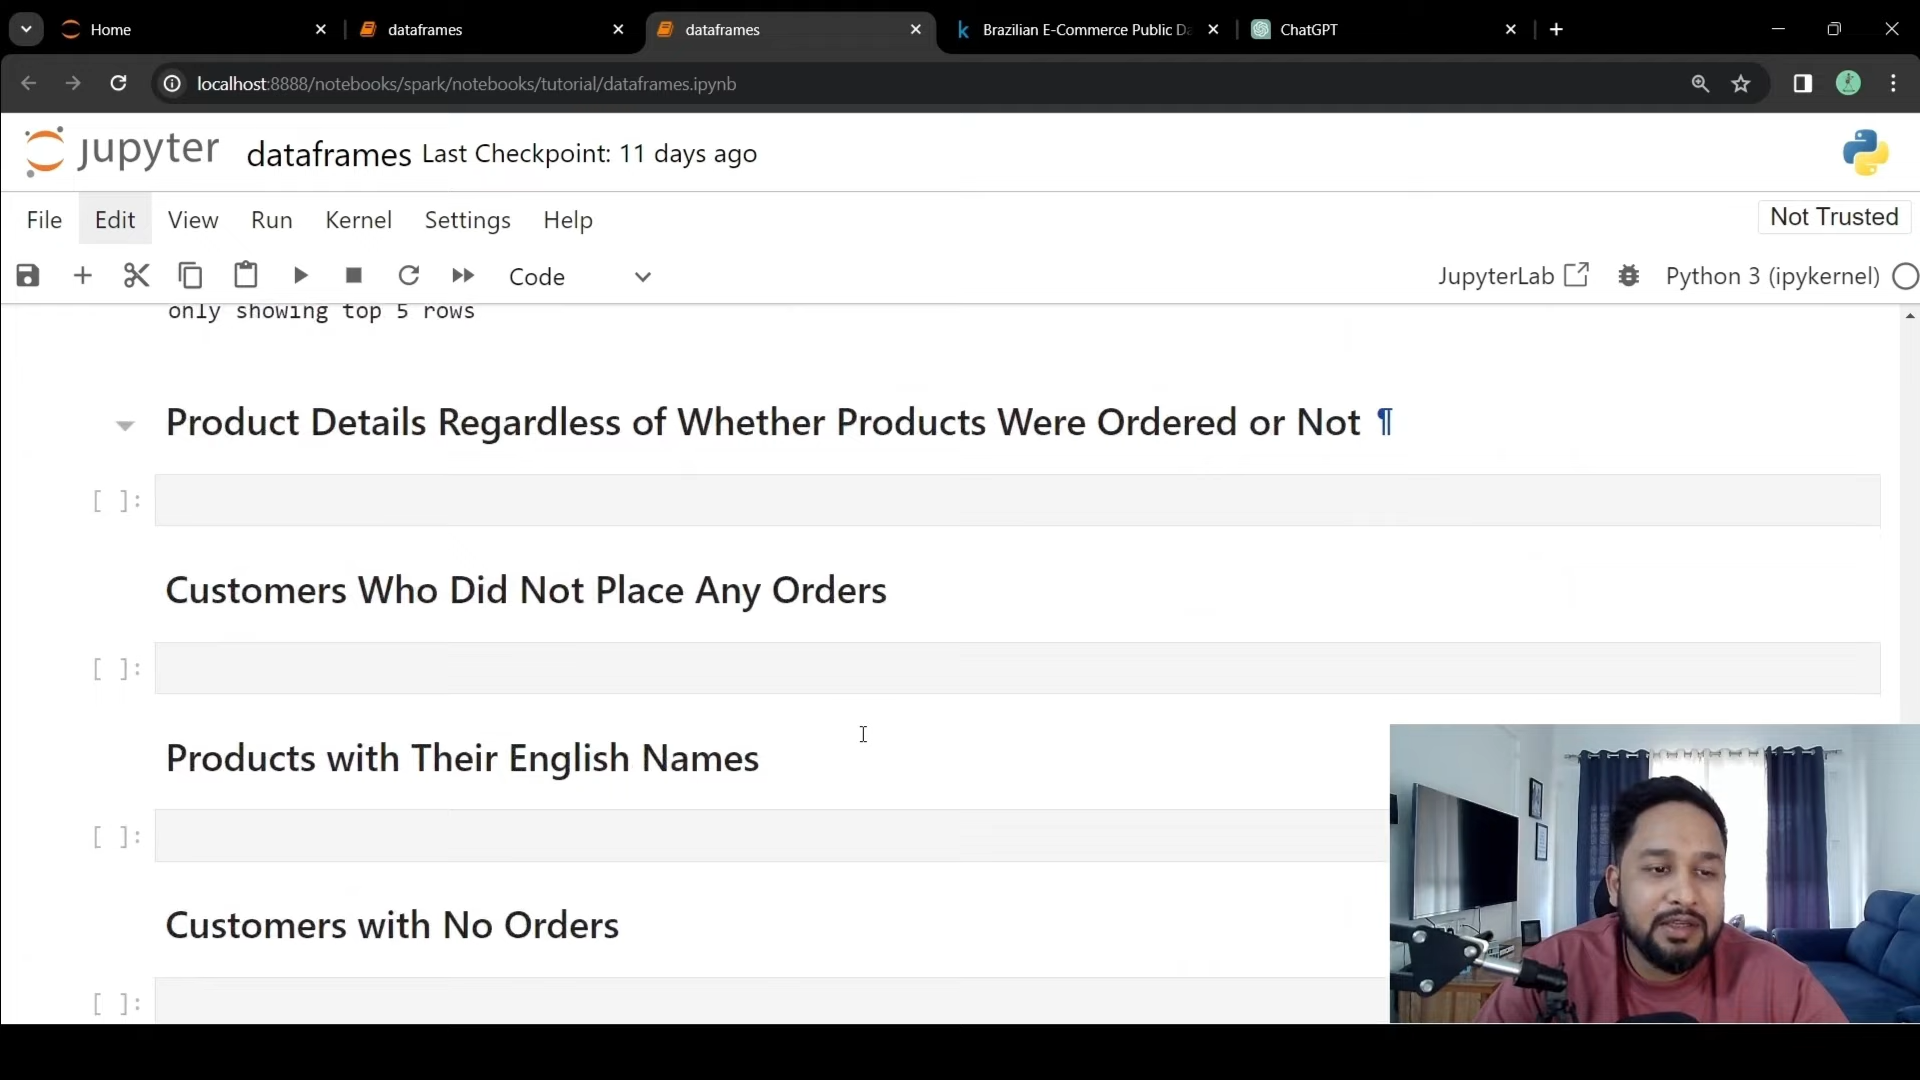 Home
dataframes
dataframes
Brazilian E-Commerce Public Da
ChatGPT
localhost:8888/notebooks/spark/notebooks/tutorial/dataframes.ipynb
jupyter dataframes Last Checkpoint: 11 days ago
File Edit View Run Kernel Settings Help
Not Trusted
Code
JupyterLab
Python 3 (ipykernel)
only showing top 5 rows
Product Details Regardless of Whether Products Were Ordered or Not ¶
[ ]:
Customers Who Did Not Place Any Orders
[ ]:
Products with Their English Names
[ ]:
Customers with No Orders
[ ]: